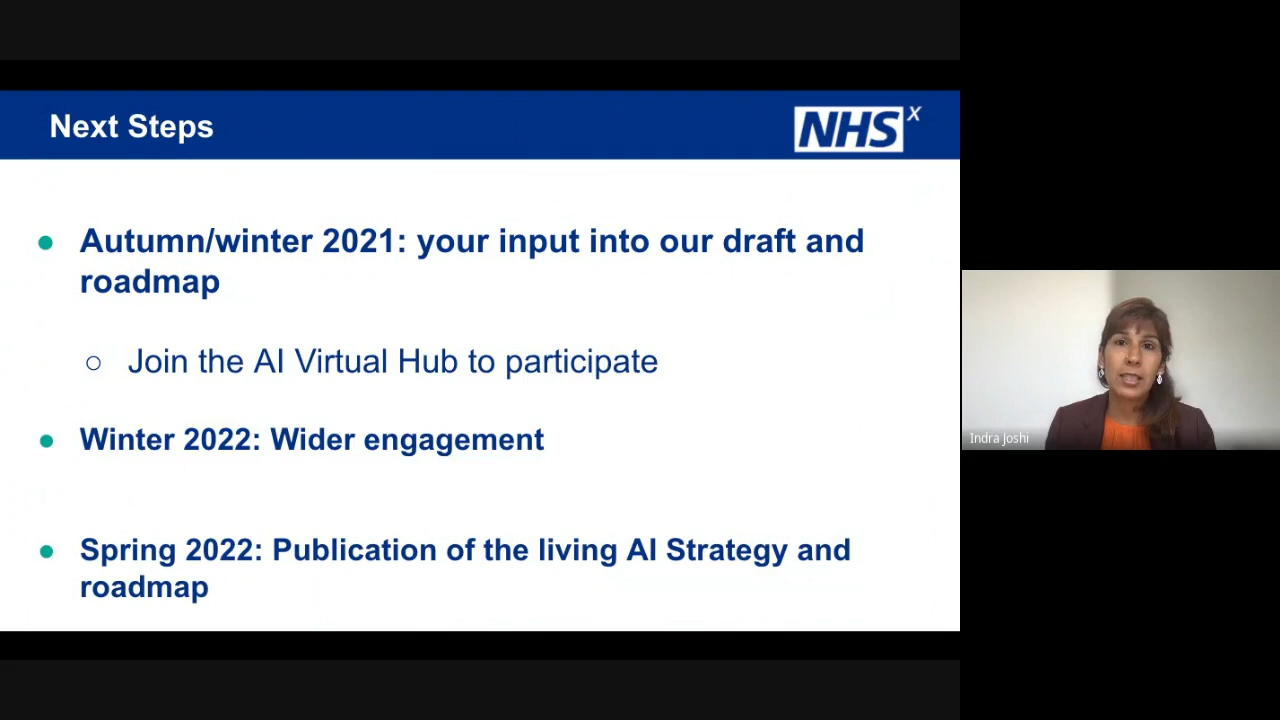 Next Steps
NHSX
● Autumn/winter 2021: your input into our draft and
roadmap
○ Join the AI Virtual Hub to participate
● Winter 2022: Wider engagement
● Spring 2022: Publication of the living AI Strategy and
roadmap
Indra Joshi